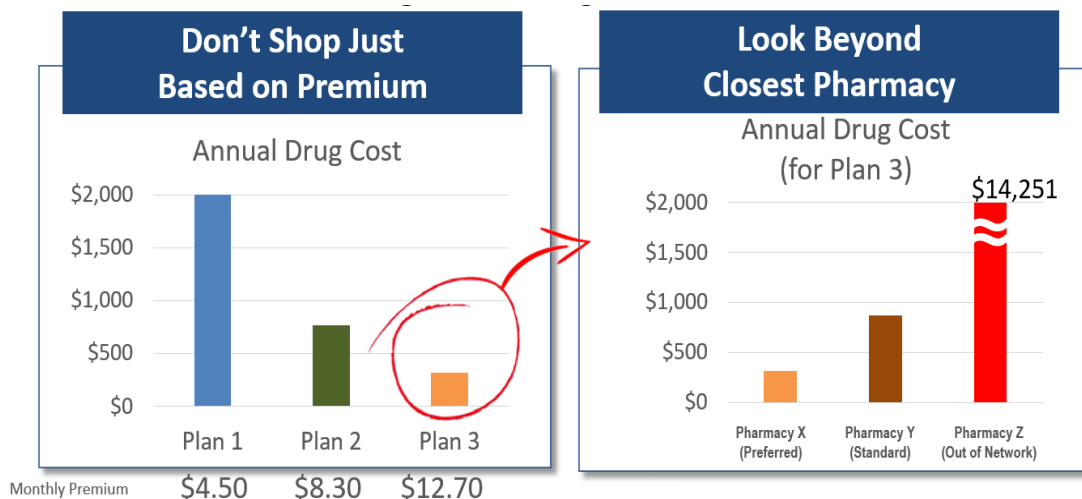 Don’t Shop Just
Based on Premium
Annual Drug Cost
$2,000
$1,500
$1,000
$500
$0
Plan 1 Plan 2 Plan 3
Monthly Premium $4.50 $8.30 $12.70
Look Beyond
Closest Pharmacy
Annual Drug Cost
(for Plan 3)
$14,251
$2,000
$1,500
$1,000
$500
$0
Pharmacy X Pharmacy Y Pharmacy Z
(Preferred) (Standard) (Out of Network)